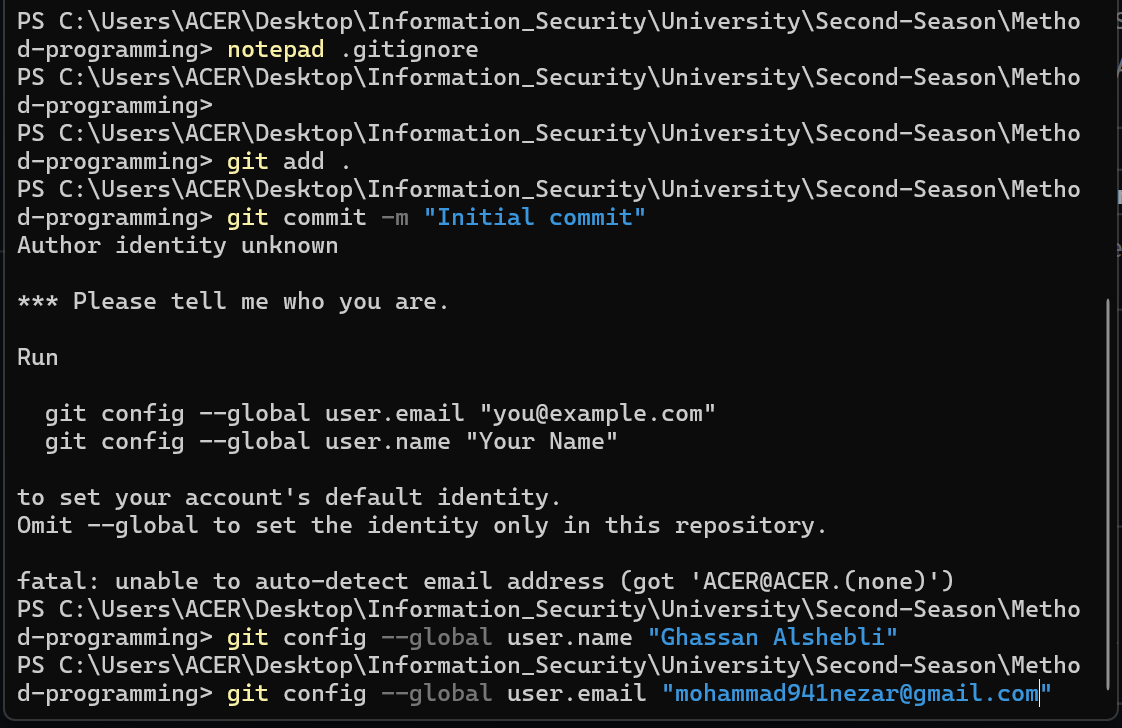 PS C:\Users\ACER\Desktop\Information_Security\University\Second-Season\Metho
d-programming> notepad .gitignore
PS C:\Users\ACER\Desktop\Information_Security\University\Second-Season\Metho
d-programming>
PS C:\Users\ACER\Desktop\Information_Security\University\Second-Season\Metho
d-programming> git add .
PS C:\Users\ACER\Desktop\Information_Security\University\Second-Season\Metho
d-programming> git commit -m "Initial commit"
Author identity unknown

*** Please tell me who you are.

Run

  git config --global user.email "you@example.com"
  git config --global user.name "Your Name"

to set your account's default identity.
Omit --global to set the identity only in this repository.

fatal: unable to auto-detect email address (got 'ACER@ACER.(none)')
PS C:\Users\ACER\Desktop\Information_Security\University\Second-Season\Metho
d-programming> git config --global user.name "Ghassan Alshebli"
PS C:\Users\ACER\Desktop\Information_Security\University\Second-Season\Metho
d-programming> git config --global user.email "mohammad941nezar@gmail.com"